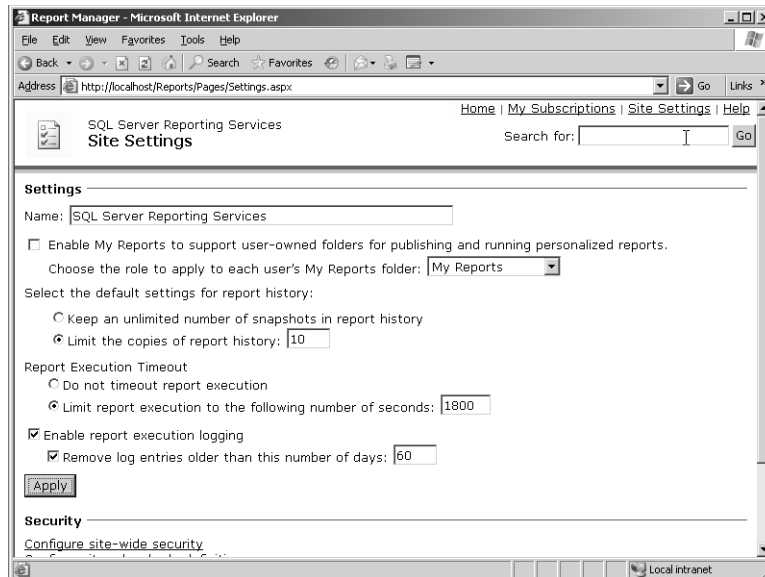 Report Manager - Microsoft Internet Explorer
File Edit View Favorites Tools Help
Back Search Favorites
Address http://localhost/Reports/Pages/Settings.aspx Go Links
Home | My Subscriptions | Site Settings | Help
SQL Server Reporting Services
Site Settings
Search for: Go
Settings
Name: SQL Server Reporting Services
Enable My Reports to support user-owned folders for publishing and running personalized reports.
Choose the role to apply to each user's My Reports folder: My Reports
Select the default settings for report history:
Keep an unlimited number of snapshots in report history
Limit the copies of report history: 10
Report Execution Timeout
Do not timeout report execution
Limit report execution to the following number of seconds: 1800
Enable report execution logging
Remove log entries older than this number of days: 60
Apply
Security
Configure site-wide security
Local intranet